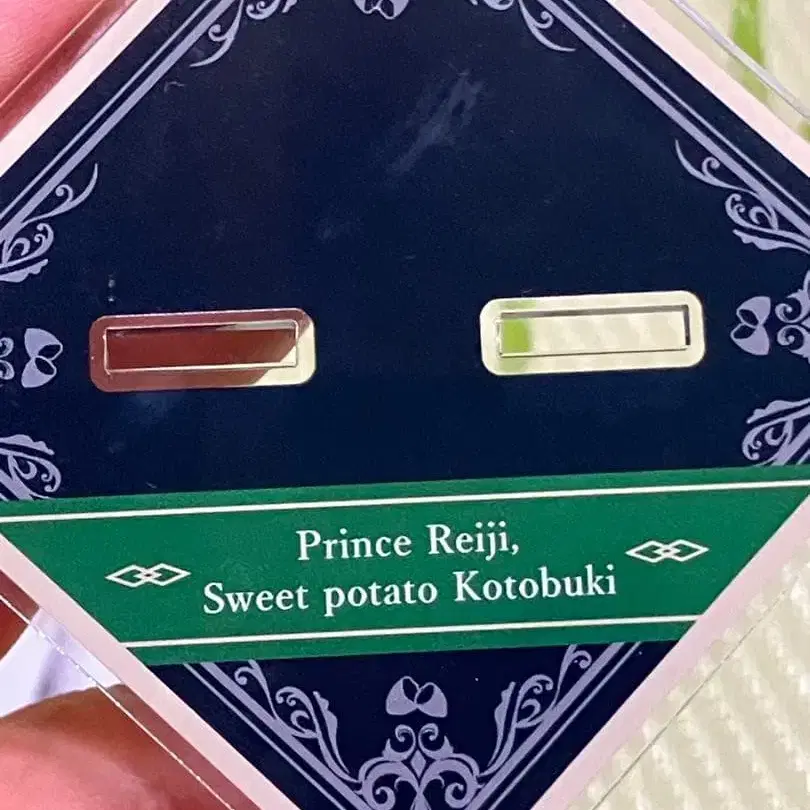 Prince Reiji,
Sweet potato Kotobuki